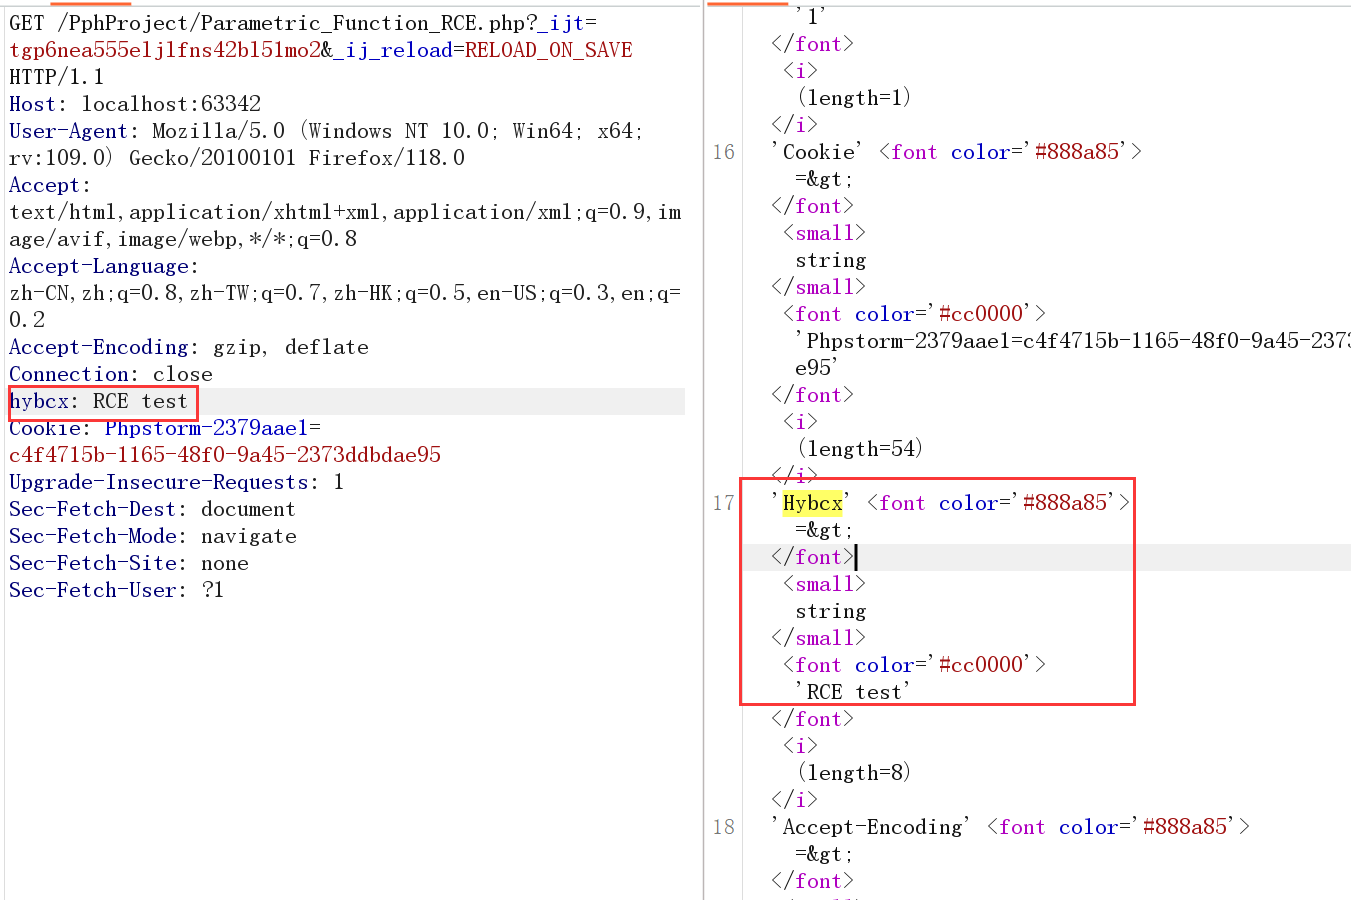 GET /PphProject/Parametric_Function_RCE.php?_ijt=
tgp6nea555eljlfns42bl51mo2&_ij_reload=RELOAD_ON_SAVE
HTTP/1.1
Host: localhost:63342
User-Agent: Mozilla/5.0 (Windows NT 10.0; Win64; x64;
rv:109.0) Gecko/20100101 Firefox/118.0
Accept:
text/html,application/xhtml+xml,application/xml;q=0.9,im
age/avif,image/webp,*/*;q=0.8
Accept-Language:
zh-CN,zh;q=0.8,zh-TW;q=0.7,zh-HK;q=0.5,en-US;q=0.3,en;q=
0.2
Accept-Encoding: gzip, deflate
Connection: close
hybcx: RCE test
Cookie: Phpstorm-2379aae1=
c4f4715b-1165-48f0-9a45-2373ddbdae95
Upgrade-Insecure-Requests: 1
Sec-Fetch-Dest: document
Sec-Fetch-Mode: navigate
Sec-Fetch-Site: none
Sec-Fetch-User: ?1
'1'
</font>
<i>
(length=1)
</i>
16 'Cookie' <font color='#888a85'>
=&gt;
</font>
<small>
string
</small>
<font color='#cc0000'>
'Phpstorm-2379aae1=c4f4715b-1165-48f0-9a45-2373
e95'
</font>
<i>
(length=54)
</i>
17 'Hybcx' <font color='#888a85'>
=&gt;
</font>
<small>
string
</small>
<font color='#cc0000'>
'RCE test'
</font>
<i>
(length=8)
</i>
18 'Accept-Encoding' <font color='#888a85'>
=&gt;
</font>